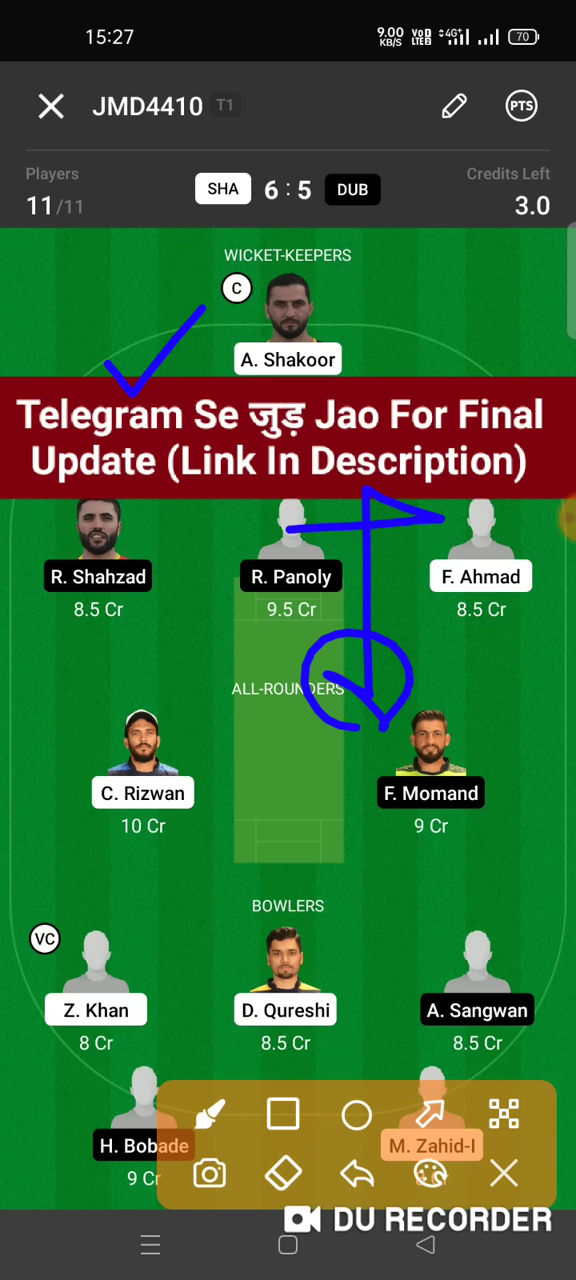 15:27
9.00 KB/S VoD LTE2 4G+ 70
JMD4410 T1
PTS
Players
11/11
SHA 6 : 5 DUB
Credits Left
3.0
WICKET-KEEPERS
C
A. Shakoor
Telegram Se जुड़ Jao For Final
Update (Link In Description)
R. Shahzad R. Panoly F. Ahmad
8.5 Cr 9.5 Cr 8.5 Cr
ALL-ROUNDERS
C. Rizwan F. Momand
10 Cr 9 Cr
BOWLERS
VC
Z. Khan D. Qureshi A. Sangwan
8 Cr 8.5 Cr 8.5 Cr
H. Bobade M. Zahid-I
9 Cr
DU RECORDER